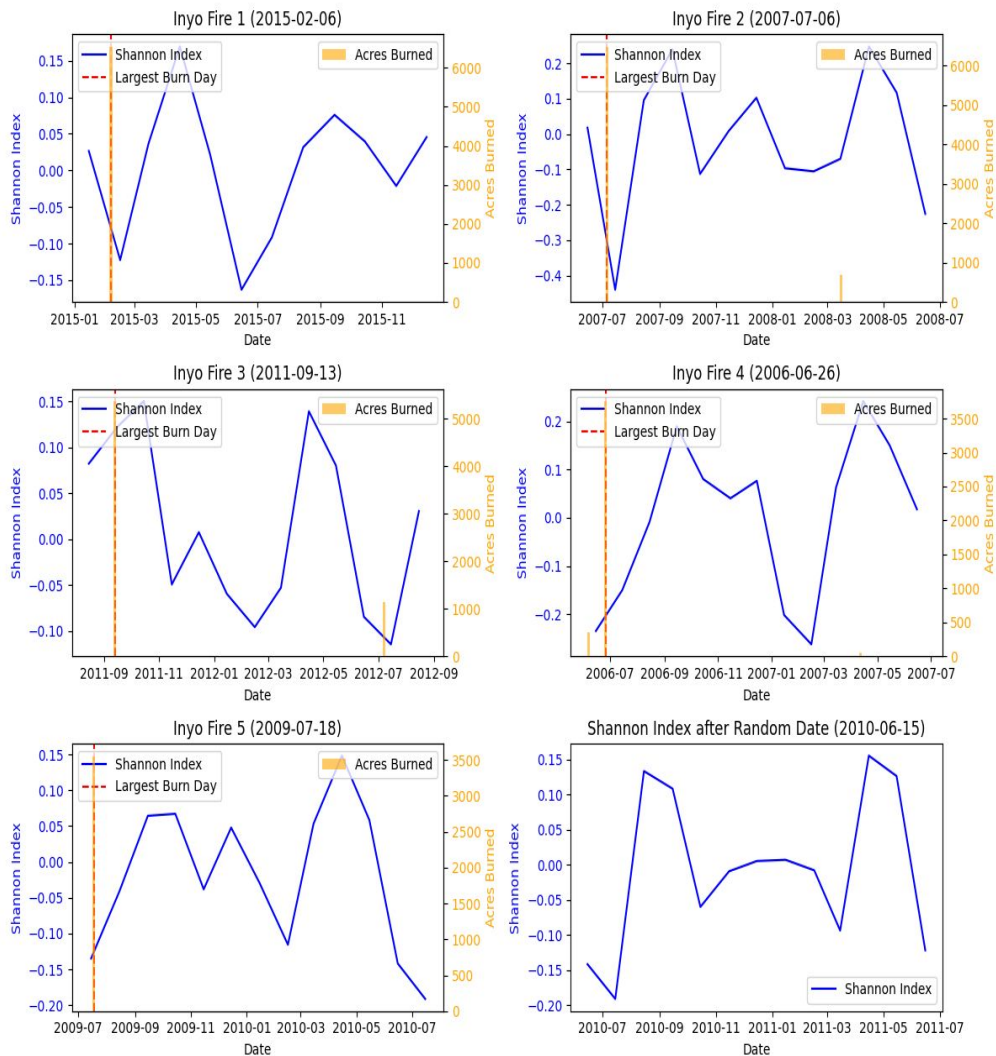 Inyo Fire 1 (2015-02-06)
Shannon Index
Largest Burn Day
Acres Burned
Shannon Index
0.15
0.10
0.05
0.00
−0.05
−0.10
−0.15
6000
5000
4000
3000
2000
1000
0
Acres Burned
2015-01 2015-03 2015-05 2015-07 2015-09 2015-11
Date
Inyo Fire 2 (2007-07-06)
Shannon Index
Largest Burn Day
Acres Burned
Shannon Index
0.2
0.1
0.0
−0.1
−0.2
−0.3
−0.4
6000
5000
4000
3000
2000
1000
0
Acres Burned
2007-07 2007-09 2007-11 2008-01 2008-03 2008-05 2008-07
Date
Inyo Fire 3 (2011-09-13)
Shannon Index
Largest Burn Day
Acres Burned
Shannon Index
0.15
0.10
0.05
0.00
−0.05
−0.10
5000
4000
3000
2000
1000
0
Acres Burned
2011-09 2011-11 2012-01 2012-03 2012-05 2012-07 2012-09
Date
Inyo Fire 4 (2006-06-26)
Shannon Index
Largest Burn Day
Acres Burned
Shannon Index
0.2
0.1
0.0
−0.1
−0.2
3500
3000
2500
2000
1500
1000
500
0
Acres Burned
2006-07 2006-09 2006-11 2007-01 2007-03 2007-05 2007-07
Date
Inyo Fire 5 (2009-07-18)
Shannon Index
Largest Burn Day
Acres Burned
Shannon Index
0.15
0.10
0.05
0.00
−0.05
−0.10
−0.15
−0.20
3500
3000
2500
2000
1500
1000
500
0
Acres Burned
2009-07 2009-09 2009-11 2010-01 2010-03 2010-05 2010-07
Date
Shannon Index after Random Date (2010-06-15)
Shannon Index
0.15
0.10
0.05
0.00
−0.05
−0.10
−0.15
−0.20
Shannon Index
2010-07 2010-09 2010-11 2011-01 2011-03 2011-05 2011-07
Date